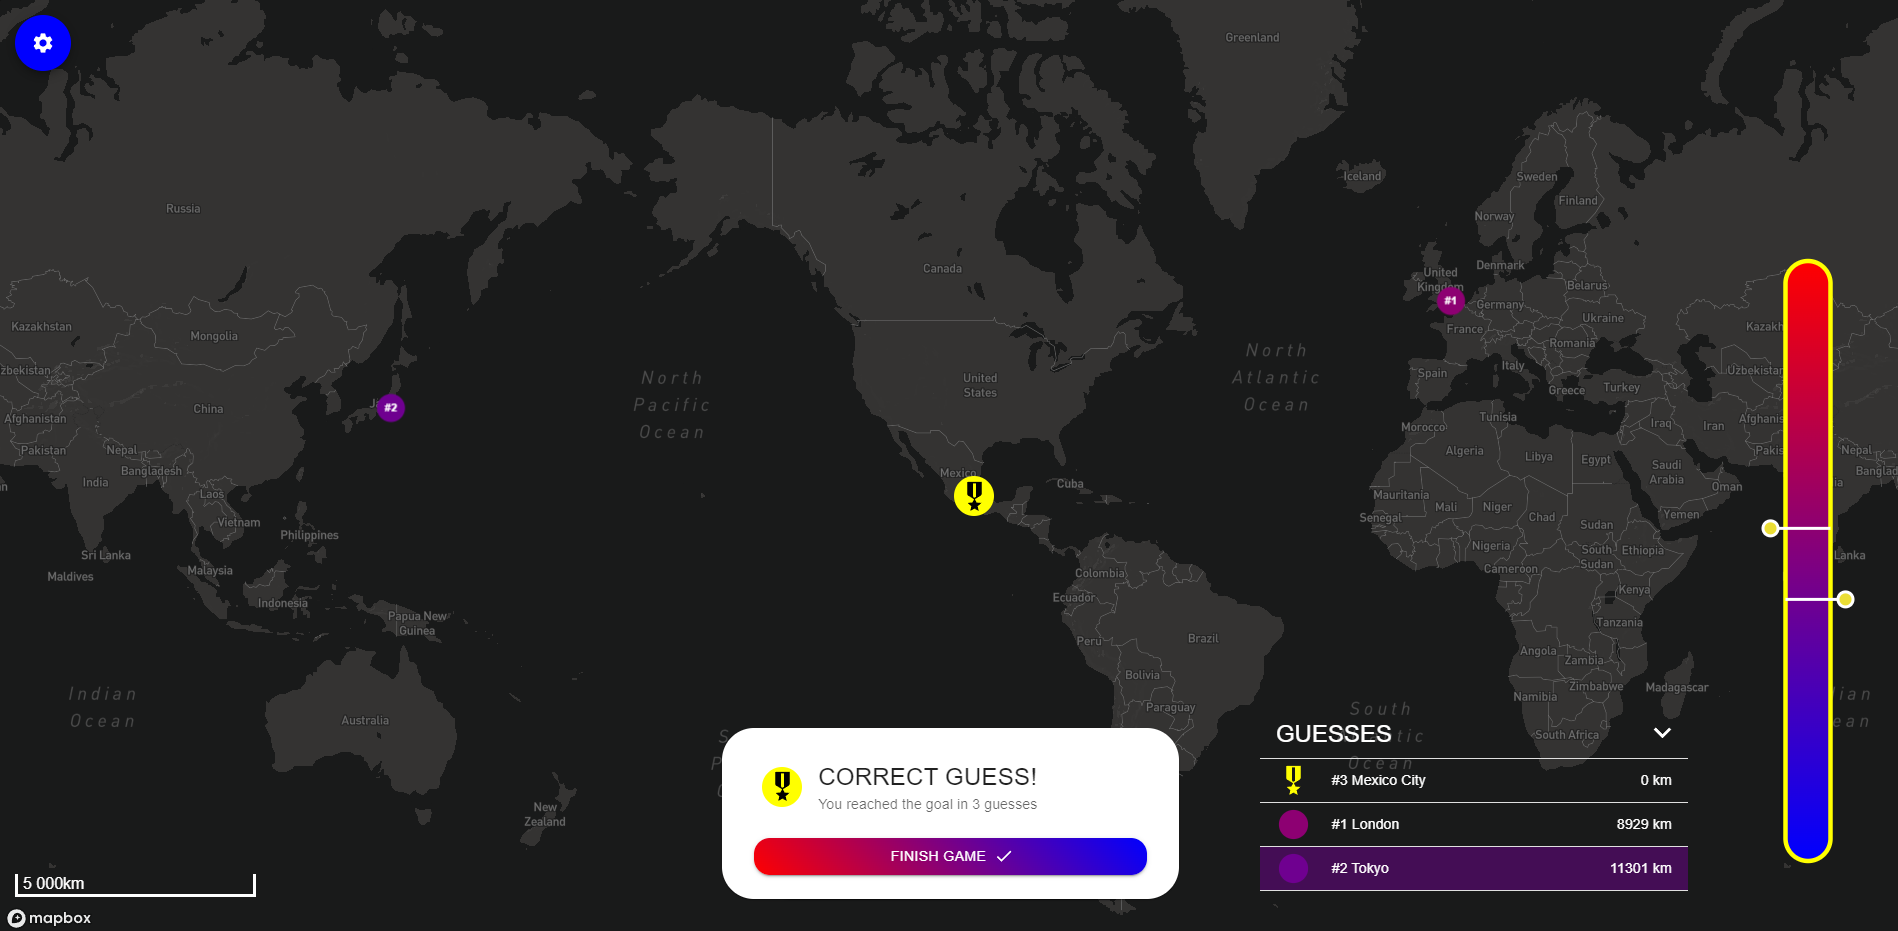 Greenland
Iceland
Sweden
Finland
Norway
Russia
Canada
Denmark
United
Kingdom
#1
Belarus
Germany
Ukraine
France
Romania
Kazakhstan
Mongolia
North
Pacific
Ocean
United
States
North
Atlantic
Ocean
Spain
Italy
Greece
Turkey
Uzbekistan
zbekistan
China
#2
Afghanistan
Pakistan
Nepal
Bangladesh
India
Laos
Vietnam
Philippines
Sri Lanka
Maldives
Malaysia
Indonesia
Papua New
Guinea
Mexico
Cuba
Tunisia
Morocco
Algeria
Libya
Egypt
Iraq
Iran
Saudi
Arabia
Oman
Yemen
Mauritania
Mali
Niger
Chad
Sudan
Senegal
Nigeria
South
Sudan
Ethiopia
Cameroon
Kenya
Tanzania
Angola
Zambia
Zimbabwe
Namibia
Madagascar
South Africa
Nepal
Lanka
Colombia
Ecuador
Peru
Brazil
Bolivia
Paraguay
Indian
Ocean
Australia
New
Zealand
South
Ocean
GUESSES
#3 Mexico City 0 km
#1 London 8929 km
#2 Tokyo 11301 km
CORRECT GUESS!
You reached the goal in 3 guesses
FINISH GAME
5 000km
mapbox